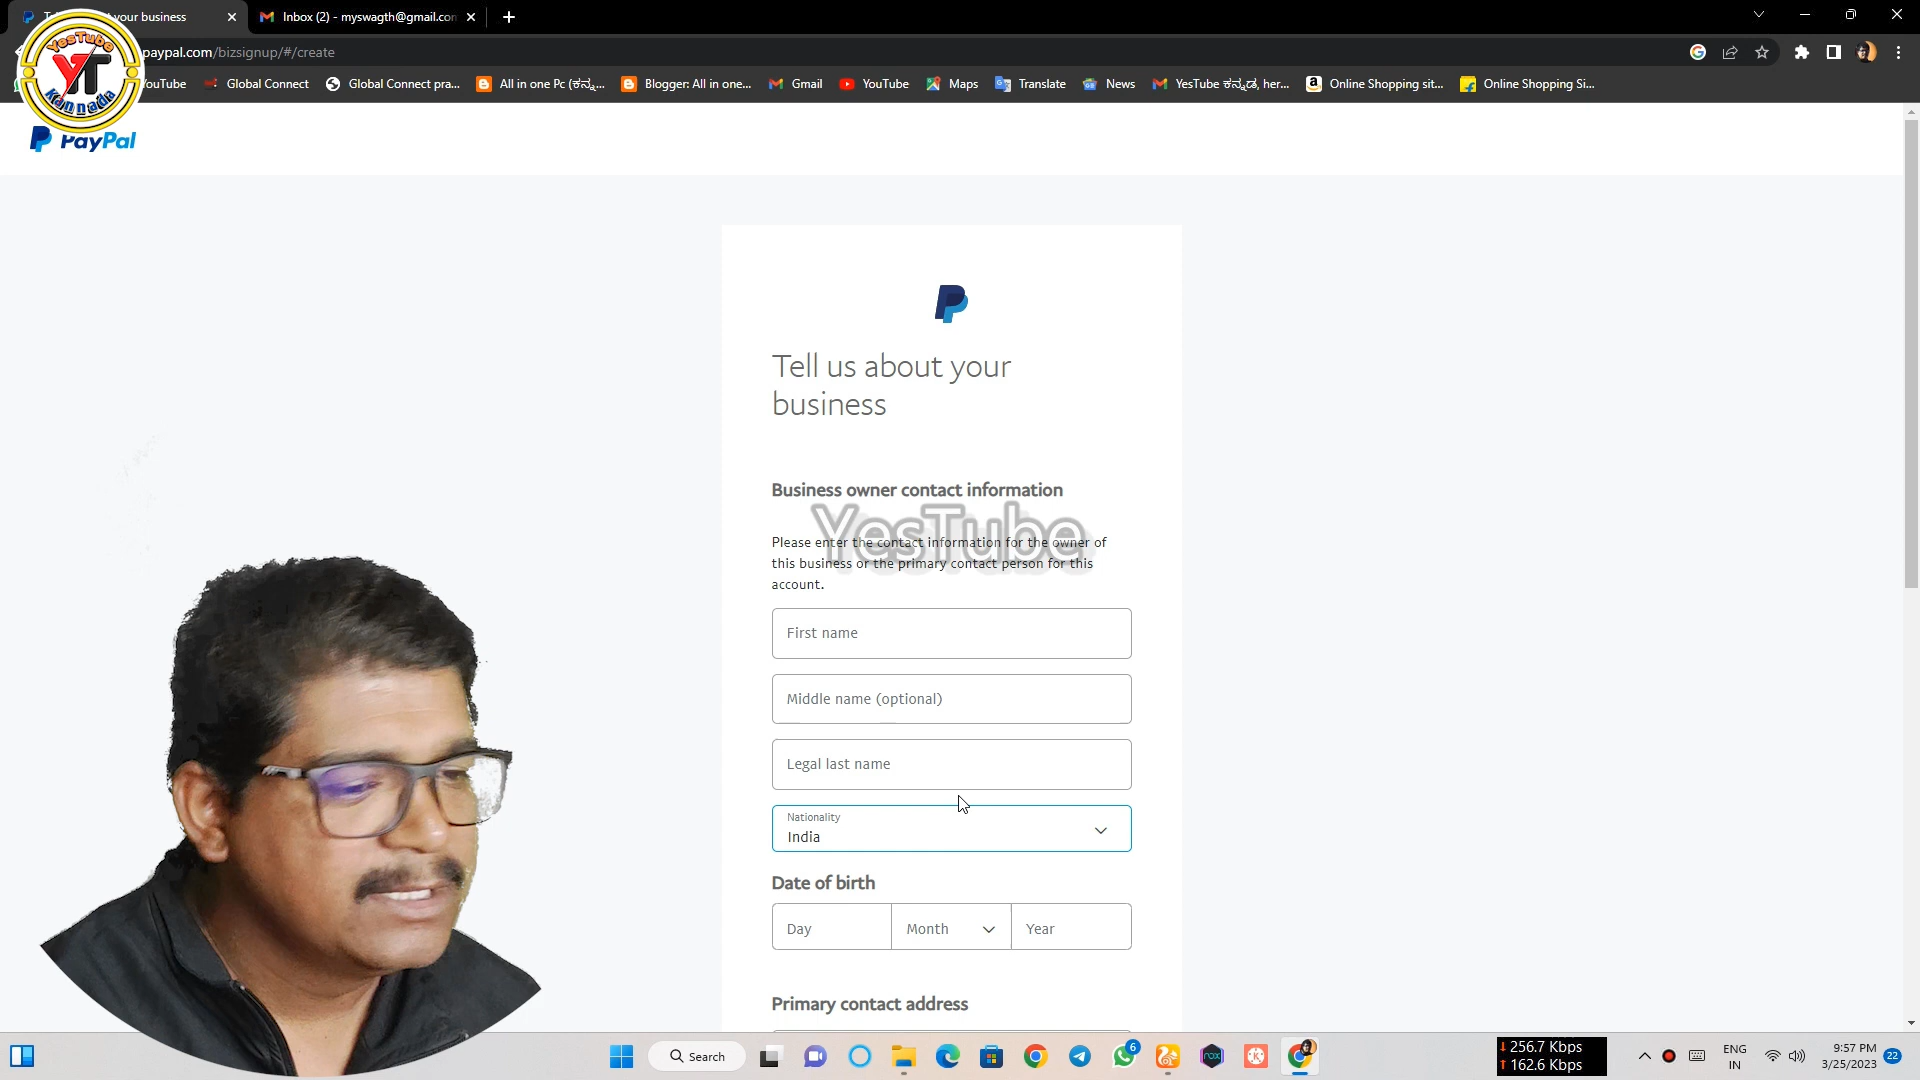 your business
Inbox (2) - myswagth@gmail.con
paypal.com/bizsignup/#/create
YesTube
YT
ಕannada
YouTube
Global Connect
Global Connect pra...
All in one Pc (ಕನ್ನ...
Blogger: All in one...
Gmail
YouTube
Maps
Translate
News
YesTube ಕನ್ನಡ, her...
Online Shopping sit...
Online Shopping Si...
PayPal
Tell us about your
business
Business owner contact information
YesTube
Please enter the contact information for the owner of
this business or the primary contact person for this
account.
First name
Middle name (optional)
Legal last name
Nationality
India
Date of birth
Day
Month
Year
Primary contact address
Search
6
256.7 Kbps
162.6 Kbps
ENG
IN
9:57 PM
3/25/2023
22